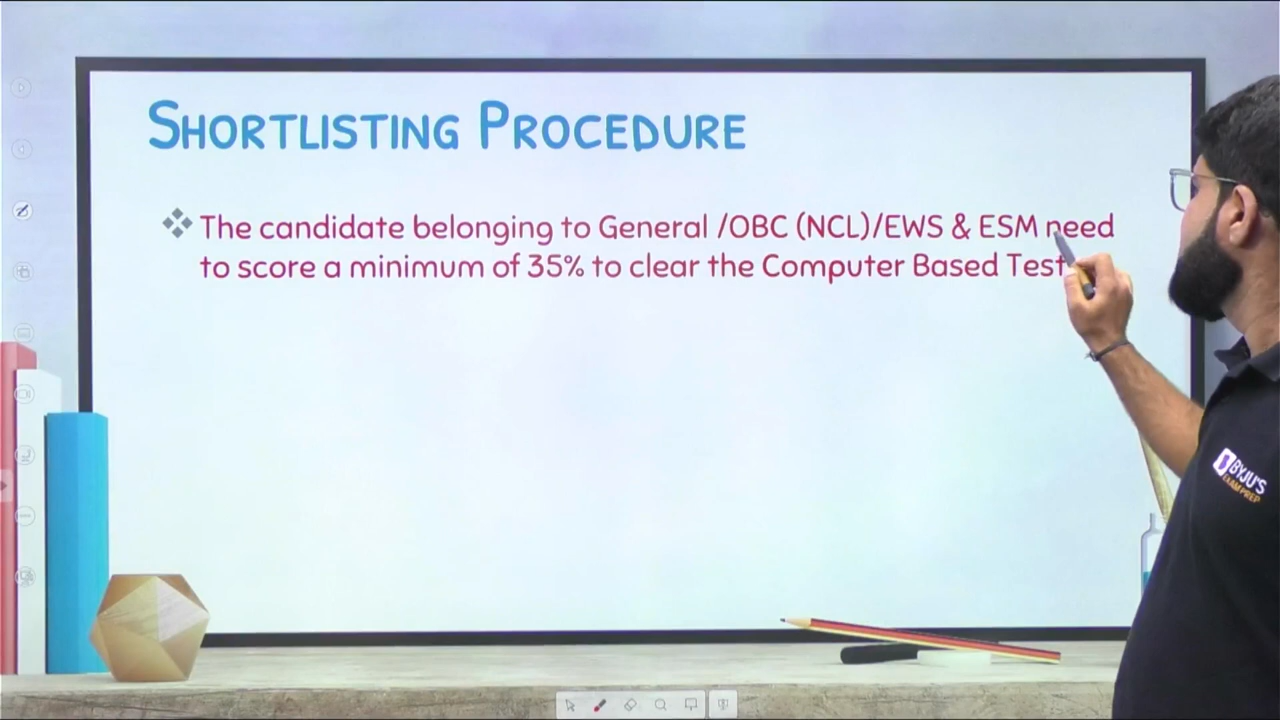 SHORTLISTING PROCEDURE
The candidate belonging to General /OBC (NCL)/EWS & ESM need
to score a minimum of 35% to clear the Computer Based Test
BYJU'S
EXAM PREP